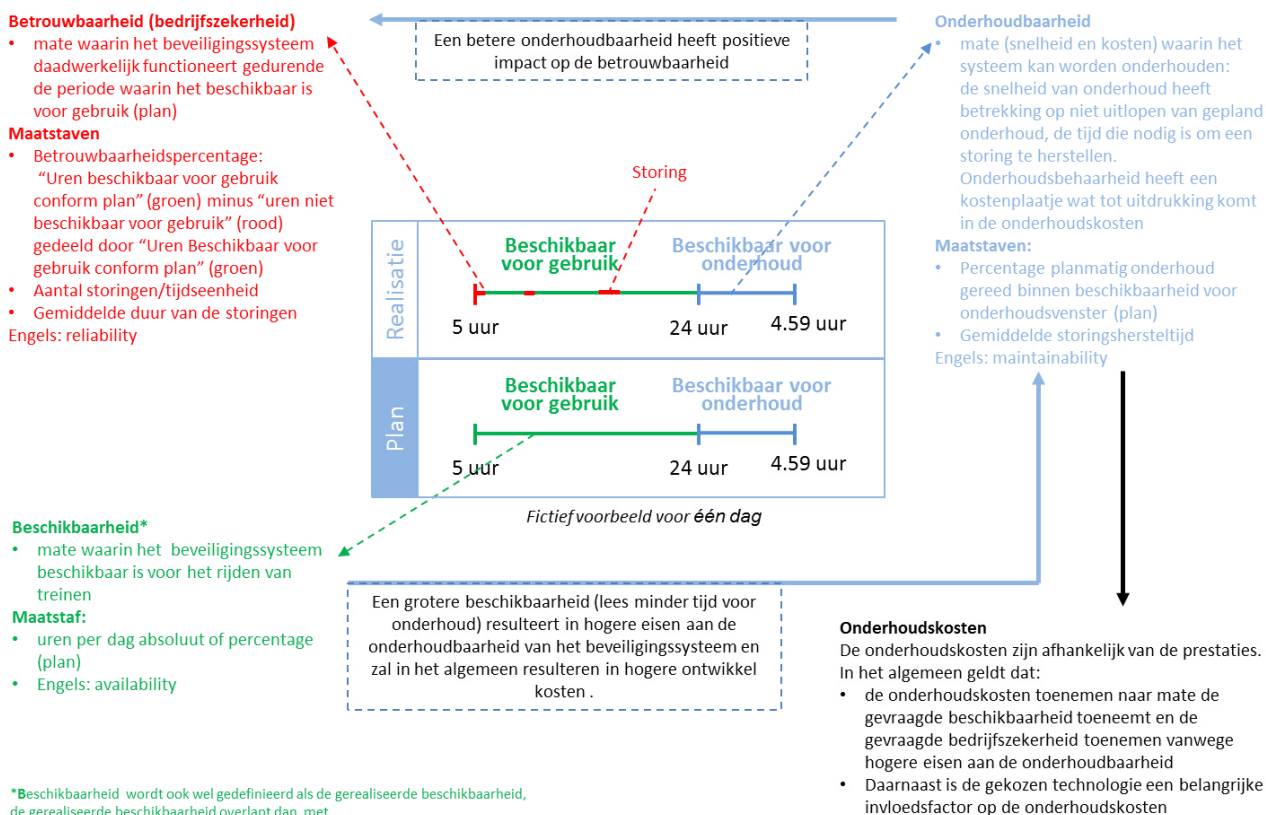 Betrouwbaarheid (bedrijfszekerheid)
• mate waarin het beveiligingssysteem
daadwerkelijk functioneert gedurende
de periode waarin het beschikbaar is
voor gebruik (plan)
Maatstaven
• Betrouwbaarheidspercentage:
“Uren beschikbaar voor gebruik
conform plan” (groen) minus “uren niet
beschikbaar voor gebruik” (rood)
gedeeld door “Uren Beschikbaar voor
gebruik conform plan” (groen)
• Aantal storingen/tijdseenheid
• Gemiddelde duur van de storingen
Engels: reliability
Een betere onderhoudbaarheid heeft positieve
impact op de betrouwbaarheid
Onderhoudbaarheid
• mate (snelheid en kosten) waarin het
systeem kan worden onderhouden:
de snelheid van onderhoud heeft
betrekking op niet uitlopen van gepland
onderhoud, de tijd die nodig is om een
storing te herstellen.
Onderhoudsbehaarheid heeft een
kostenplaatje wat tot uitdrukking komt
in de onderhoudskosten
Maatstaven:
• Percentage planmatig onderhoud
gereed binnen beschikbaarheid voor
onderhoudsvenster (plan)
• Gemiddelde storingshersteltijd
Engels: maintainability
Storing
Realisatie
Beschikbaar
voor gebruik
Beschikbaar voor
onderhoud
5 uur
24 uur
4.59 uur
Plan
Beschikbaar
voor gebruik
Beschikbaar voor
onderhoud
5 uur
24 uur
4.59 uur
Fictief voorbeeld voor één dag
Beschikbaarheid*
• mate waarin het beveiligingssysteem
beschikbaar is voor het rijden van
treinen
Maatstaf:
• uren per dag absoluut of percentage
(plan)
• Engels: availability
Een grotere beschikbaarheid (lees minder tijd voor
onderhoud) resulteert in hogere eisen aan de
onderhoudbaarheid van het beveiligingssysteem en
zal in het algemeen resulteren in hogere ontwikkel
kosten .
Onderhoudskosten
De onderhoudskosten zijn afhankelijk van de prestaties.
In het algemeen geldt dat:
• de onderhoudskosten toenemen naar mate de
gevraagde beschikbaarheid toeneemt en de
gevraagde bedrijfszekerheid toenemen vanwege
hogere eisen aan de onderhoudbaarheid
• Daarnaast is de gekozen technologie een belangrijke
invloedsfactor op de onderhoudskosten
*Beschikbaarheid wordt ook wel gedefinieerd als de gerealiseerde beschikbaarheid,
de gerealiseerde beschikbaarheid overlapt dan met